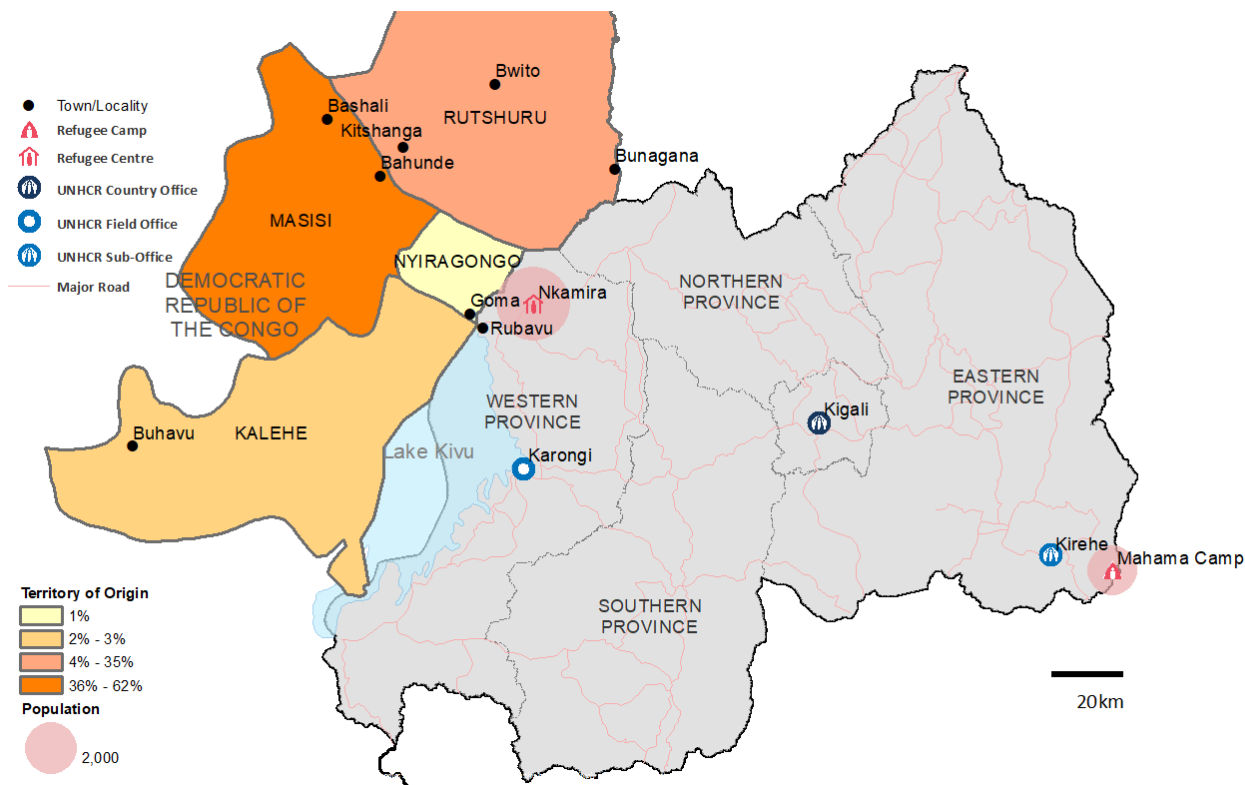 Town/Locality
Refugee Camp
Refugee Centre
UNHCR Country Office
UNHCR Field Office
UNHCR Sub-Office
Major Road
Bwito
Bashali
RUTSHURU
Kitshanga
Bahunde
Bunagana
MASISI
NYIRAGONGO
DEMOCRATIC
REPUBLIC OF
THE CONGO
Goma
Nkamira
Rubavu
NORTHERN
PROVINCE
EASTERN
PROVINCE
WESTERN
PROVINCE
Kigali
Buhavu
KALEHE
Lake Kivu
Karongi
Kirehe
Mahama Camp
SOUTHERN
PROVINCE
Territory of Origin
1%
2% - 3%
4% - 35%
36% - 62%
Population
2,000
20km